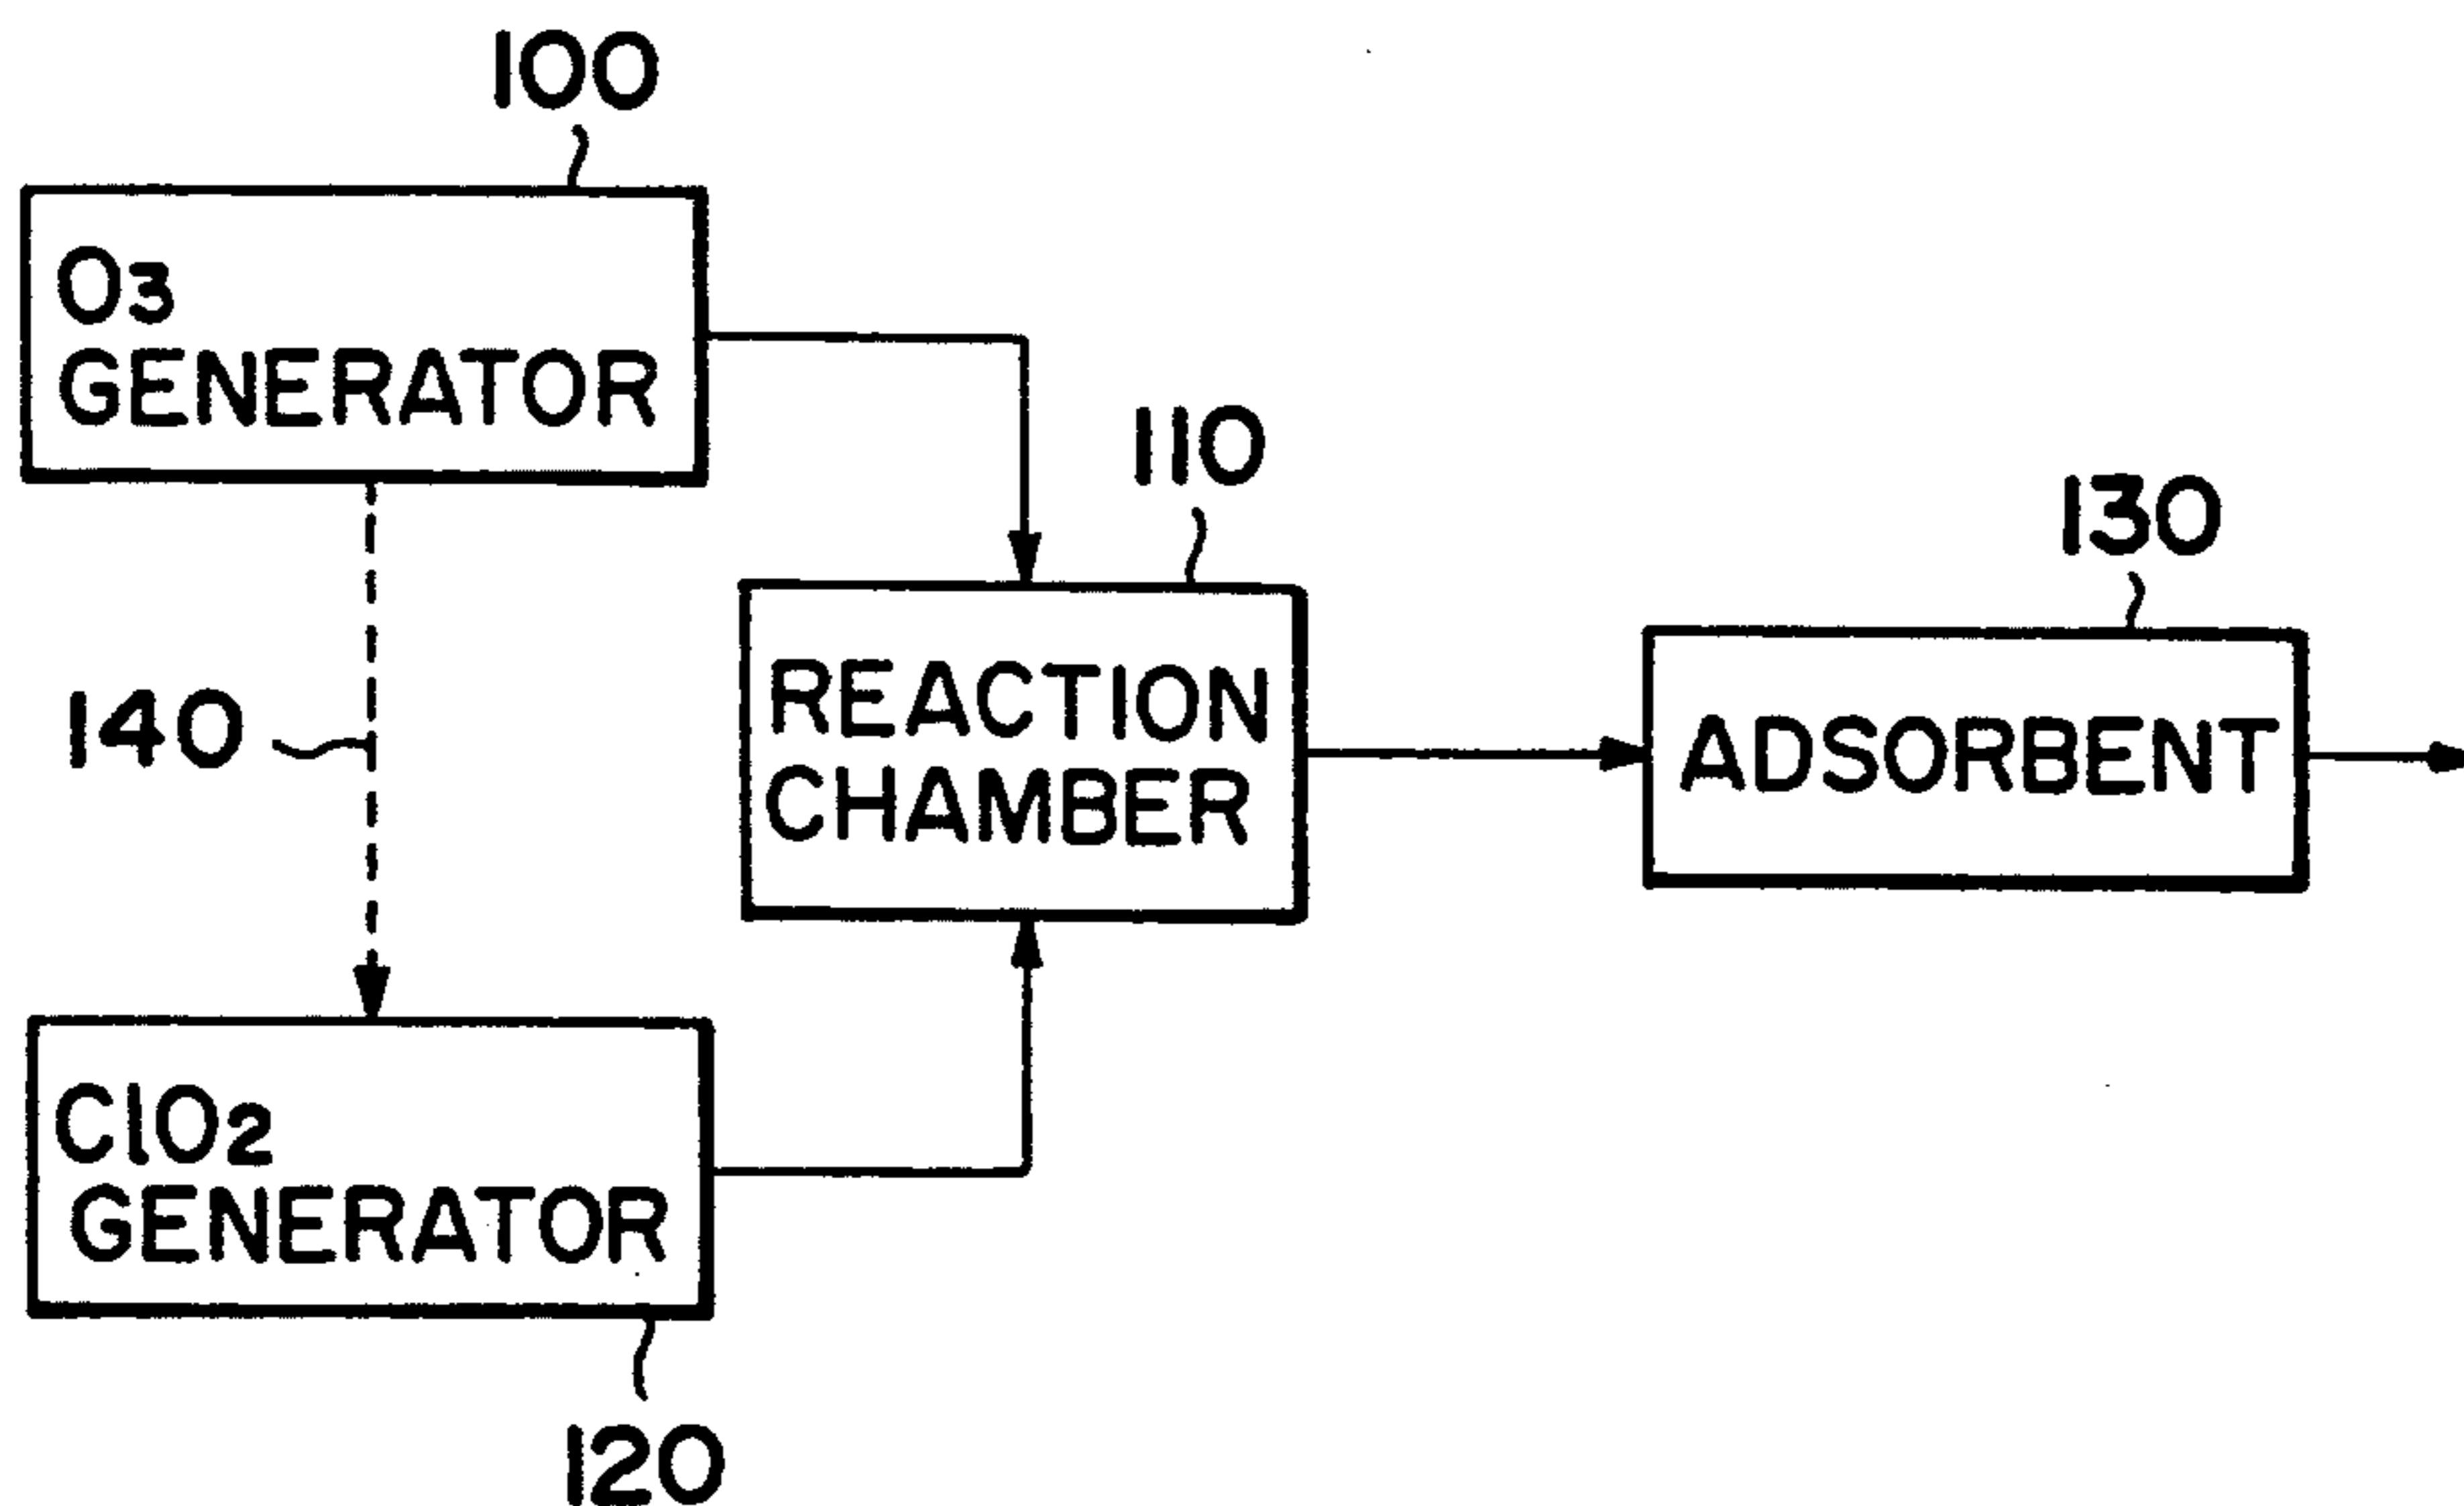 100
O3
GENERATOR
110
130
140
REACTION
CHAMBER
ADSORBENT
ClO2
GENERATOR
120